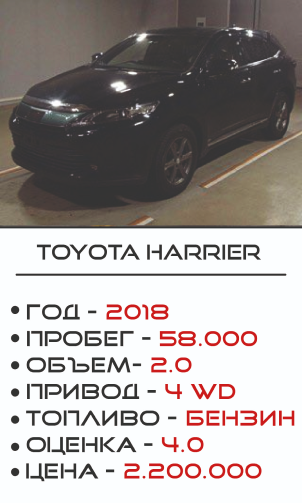 TOYOTA HARRIER
• ГОД - 2018
• ПРОБЕГ - 58.000
• ОБЪЕМ- 2.0
• ПРИВОД - 4 WD
• ТОПЛИВО - БЕНЗИН
• ОЦЕНКА - 4.0
• ЦЕНА - 2.200.000